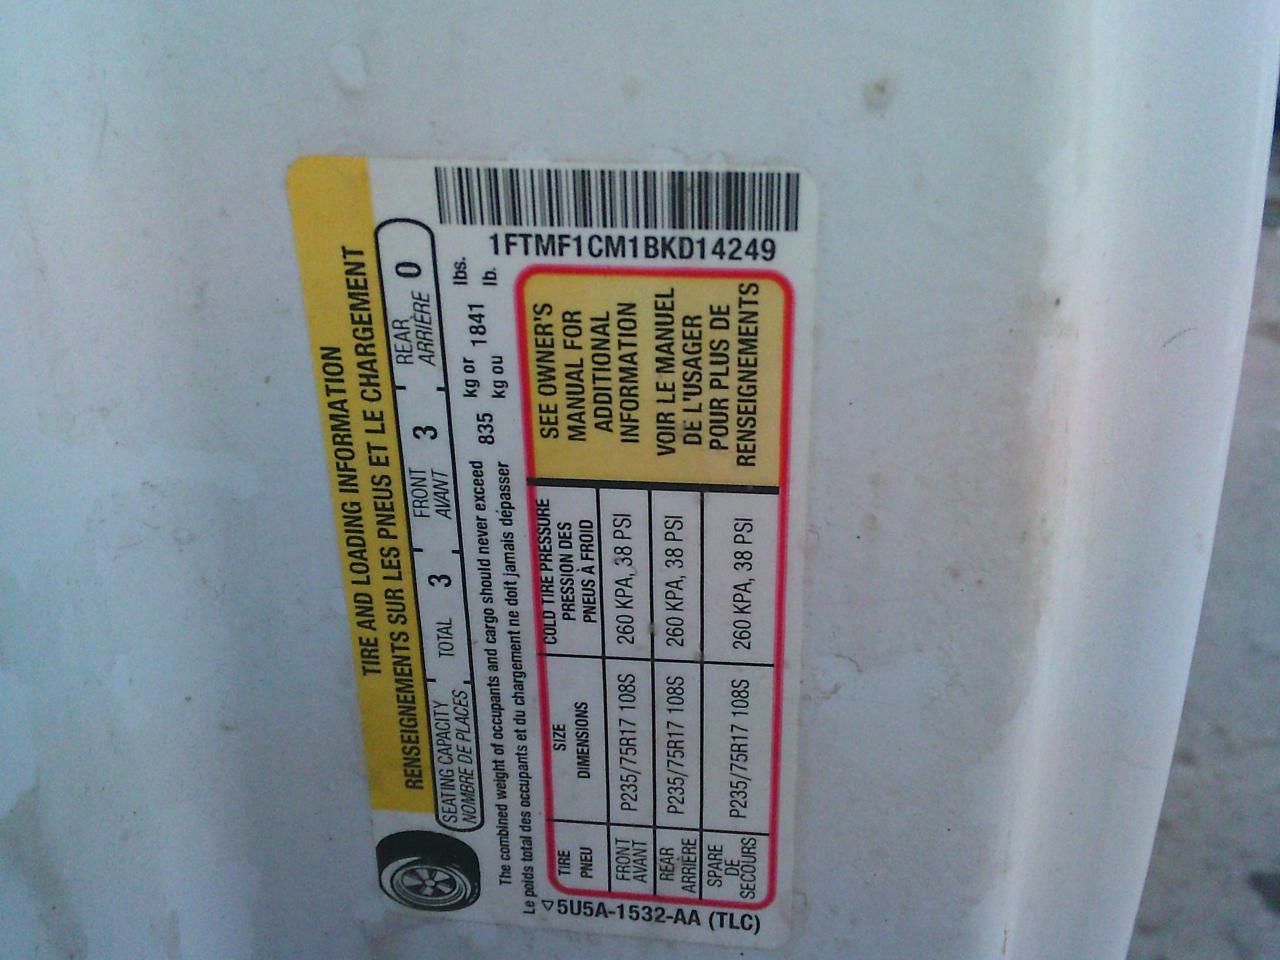 TIRE AND LOADING INFORMATION
RENSEIGNEMENTS SUR LES PNEUS ET LE CHARGEMENT
SEATING CAPACITY TOTAL 3 FRONT 3 REAR 0
NOMBRE DE PLACES AVANT ARRIÈRE
The combined weight of occupants and cargo should never exceed 835 kg or 1841 lbs.
Le poids total des occupants et du chargement ne doit jamais dépasser kg ou lb.
1FTMF1CM1BKD14249
TIRE SIZE COLD TIRE PRESSURE
PNEU DIMENSIONS PRESSION DES
PNEUS À FROID
FRONT
AVANT P235/75R17 108S 260 KPA, 38 PSI
REAR
ARRIÈRE P235/75R17 108S 260 KPA, 38 PSI
SPARE
DE
SECOURS P235/75R17 108S 260 KPA, 38 PSI
SEE OWNER'S
MANUAL FOR
ADDITIONAL
INFORMATION
VOIR LE MANUEL
DE L'USAGER
POUR PLUS DE
RENSEIGNEMENTS
5U5A-1532-AA (TLC)